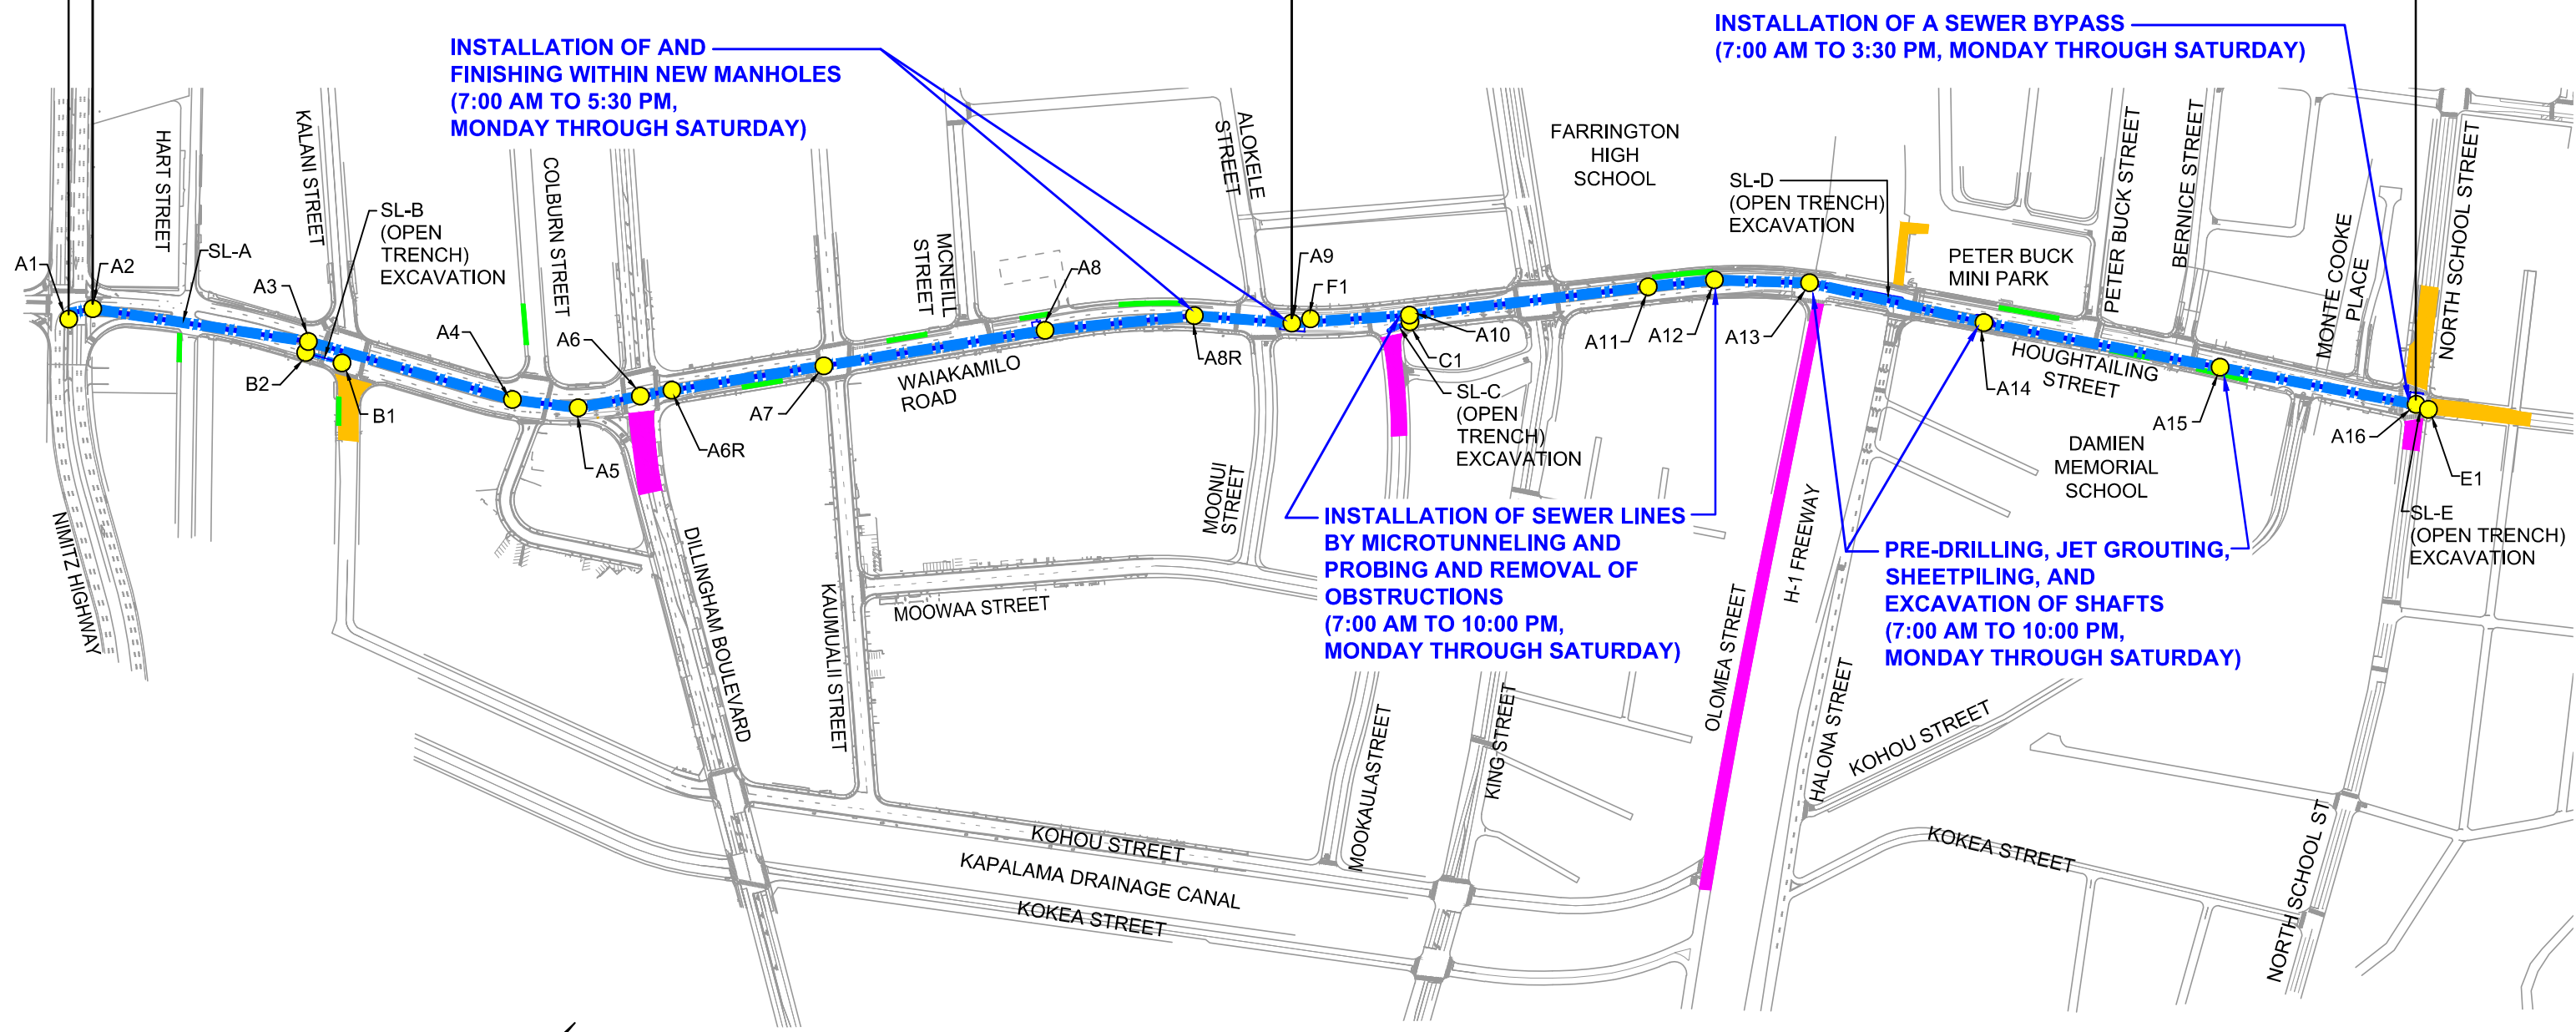 INSTALLATION OF AND
FINISHING WITHIN NEW MANHOLES
(7:00 AM TO 5:30 PM,
MONDAY THROUGH SATURDAY)
INSTALLATION OF A SEWER BYPASS
(7:00 AM TO 3:30 PM, MONDAY THROUGH SATURDAY)
HART STREET
KALANI STREET
COLBURN STREET
SL-B
(OPEN
TRENCH)
EXCAVATION
SL-A
A1
A2
A3
B2
B1
A4
A5
A6
A6R
A7
MCNEILL
STREET
A8
WAIAKAMILO
ROAD
ALOKELE
STREET
A8R
A9
F1
A10
C1
SL-C
(OPEN
TRENCH)
EXCAVATION
FARRINGTON
HIGH
SCHOOL
A11
A12
A13
SL-D
(OPEN TRENCH)
EXCAVATION
PETER BUCK
MINI PARK
PETER BUCK STREET
BERNICE STREET
MONTE COOKE
PLACE
NORTH SCHOOL STREET
A14
HOUGHTAILING
STREET
A15
A16
E1
DAMIEN
MEMORIAL
SCHOOL
SL-E
(OPEN TRENCH)
EXCAVATION
NIMITZ HIGHWAY
DILLINGHAM BOULEVARD
KAUMUALII STREET
MOOWAA STREET
MOONUI
STREET
INSTALLATION OF SEWER LINES
BY MICROTUNNELING AND
PROBING AND REMOVAL OF
OBSTRUCTIONS
(7:00 AM TO 10:00 PM,
MONDAY THROUGH SATURDAY)
PRE-DRILLING, JET GROUTING,
SHEETPILING, AND
EXCAVATION OF SHAFTS
(7:00 AM TO 10:00 PM,
MONDAY THROUGH SATURDAY)
OLOMEA STREET
H-1 FREEWAY
HALONA STREET
KOHOU STREET
MOOKAULASTREET
KING STREET
KOHOU STREET
KAPALAMA DRAINAGE CANAL
KOKEA STREET
KOKEA STREET
NORTH SCHOOL ST